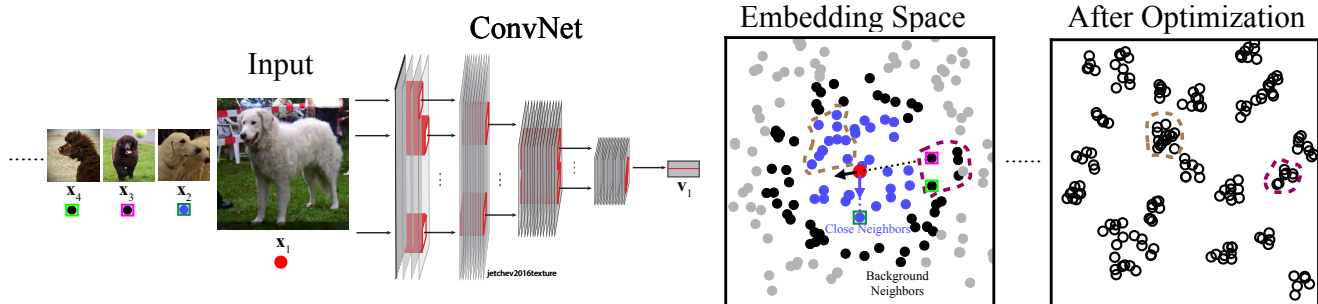 Input
ConvNet
Embedding Space
After Optimization
x4
x3
x2
x1
v1
jetchev2016texture
Close Neighbors
Background
Neighbors